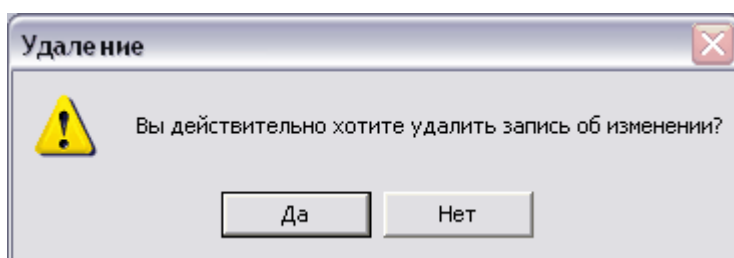 Удаление
Вы действительно хотите удалить запись об изменении?
Да
Нет